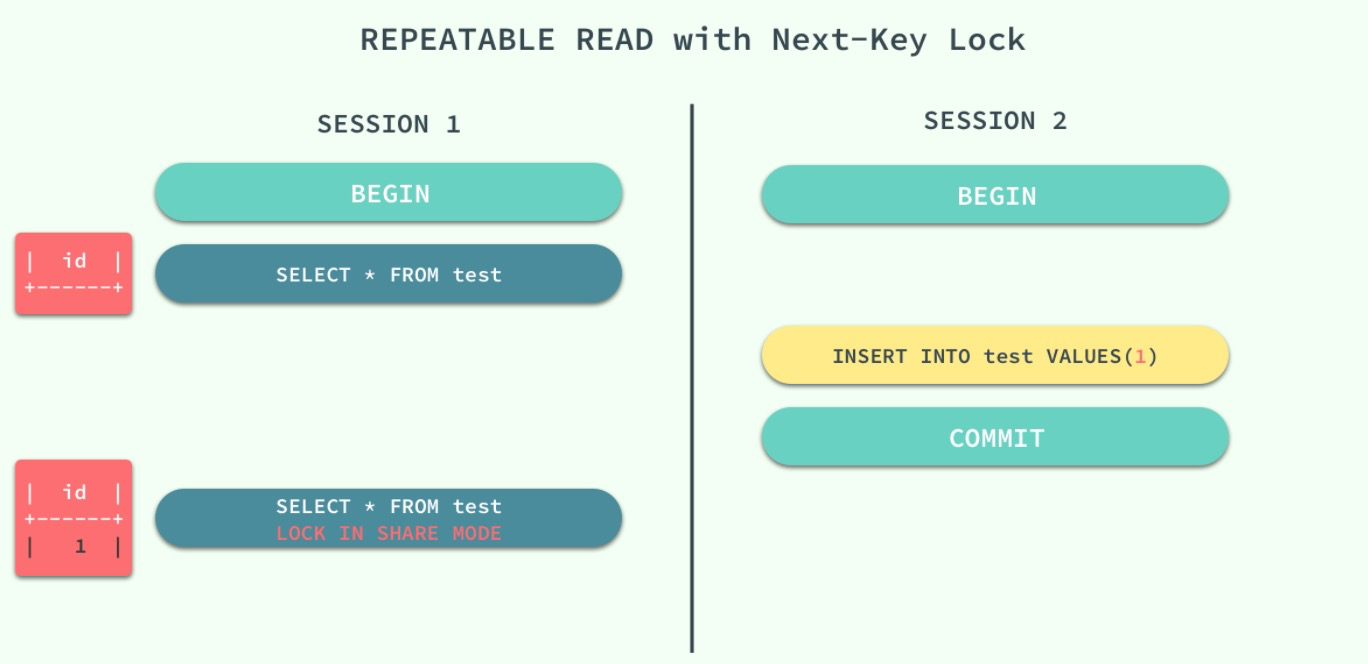 REPEATABLE READ with Next-Key Lock
SESSION 1
BEGIN
| id |
+------+
SELECT * FROM test
| id |
+------+
| 1 |
SELECT * FROM test
LOCK IN SHARE MODE
SESSION 2
BEGIN
INSERT INTO test VALUES(1)
COMMIT